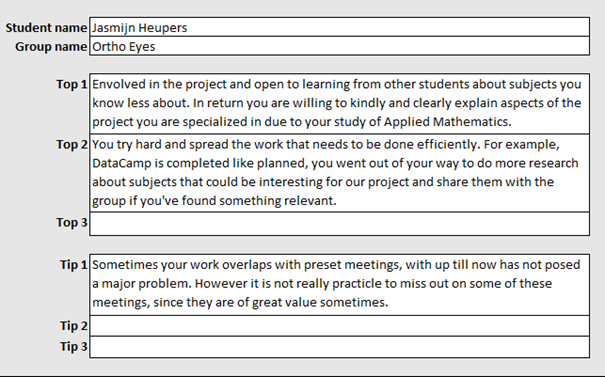 Student name Jasmijn Heupers
Group name Ortho Eyes
Top 1 Envolved in the project and open to learning from other students about subjects you
know less about. In return you are willing to kindly and clearly explain aspects of the
project you are specialized in due to your study of Applied Mathematics.
Top 2 You try hard and spread the work that needs to be done efficiently. For example,
DataCamp is completed like planned, you went out of your way to do more research
about subjects that could be interesting for our project and share them with the
group if you've found something relevant.
Top 3
Tip 1 Sometimes your work overlaps with preset meetings, with up till now has not posed
a major problem. However it is not really practicle to miss out on some of these
meetings, since they are of great value sometimes.
Tip 2
Tip 3